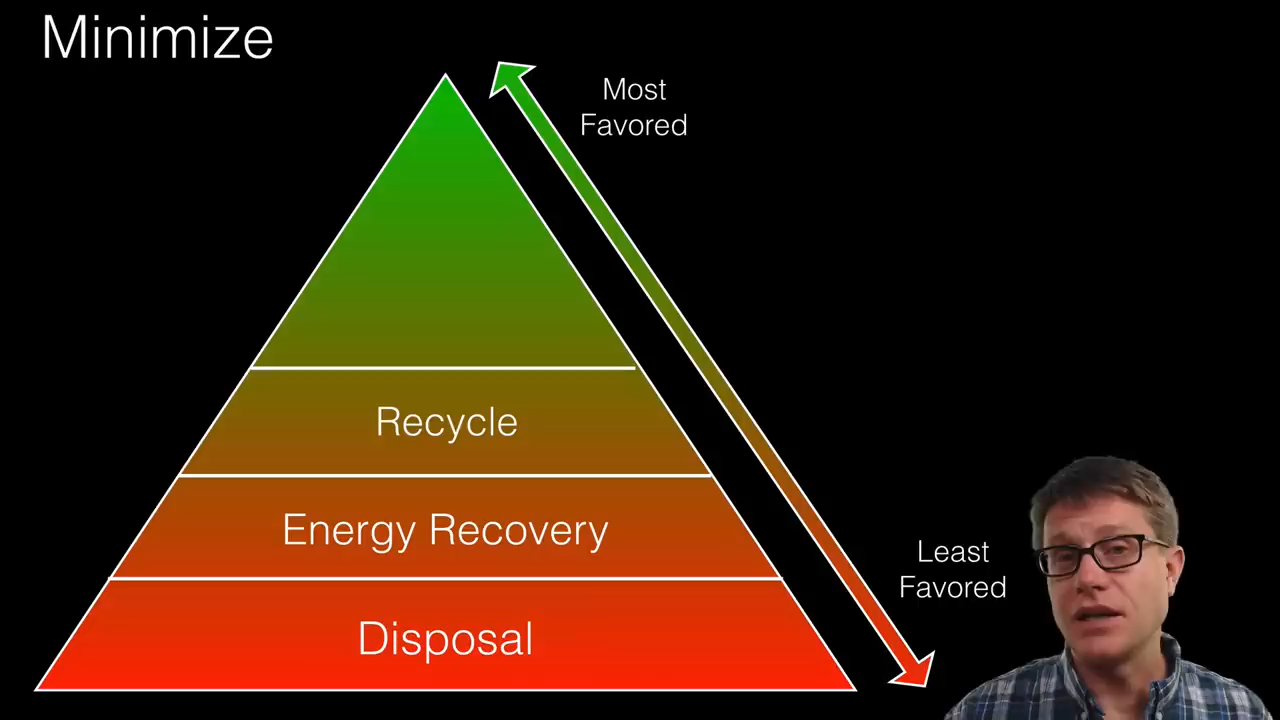 Minimize
Most
Favored
Recycle
Energy Recovery
Least
Favored
Disposal